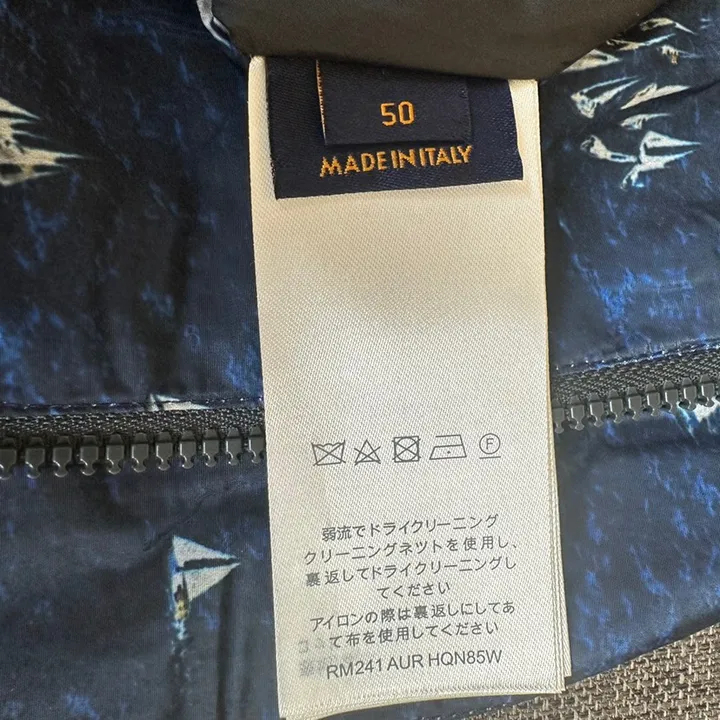 50
MADE IN ITALY
F
弱流でドライクリーニング
クリーニングネツトを使用し、
裏返してドライクリーニングし
てください
アイロンの際は裏返しにしてあ
て布を使用してください
RM241 AUR HQN85W